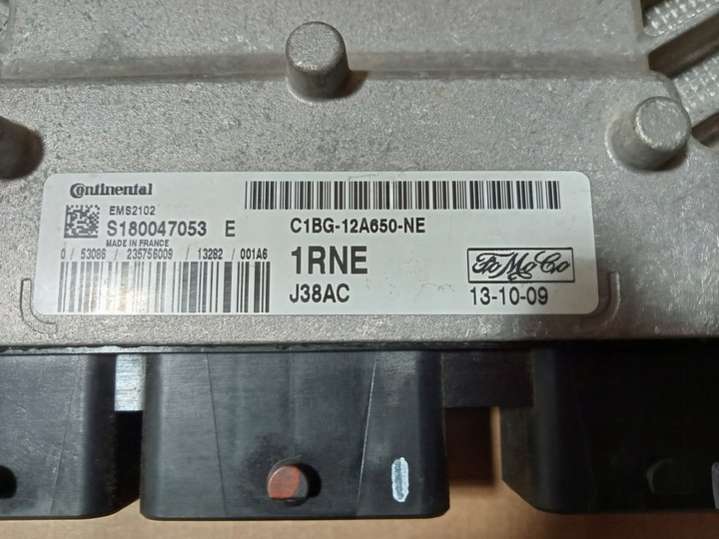 Continental
EMS2102
S180047053 E
MADE IN FRANCE
0 / 53086 / 235756009 / 13282 / 001A6
C1BG-12A650-NE
1RNE
J38AC
FoMoCo
13-10-09